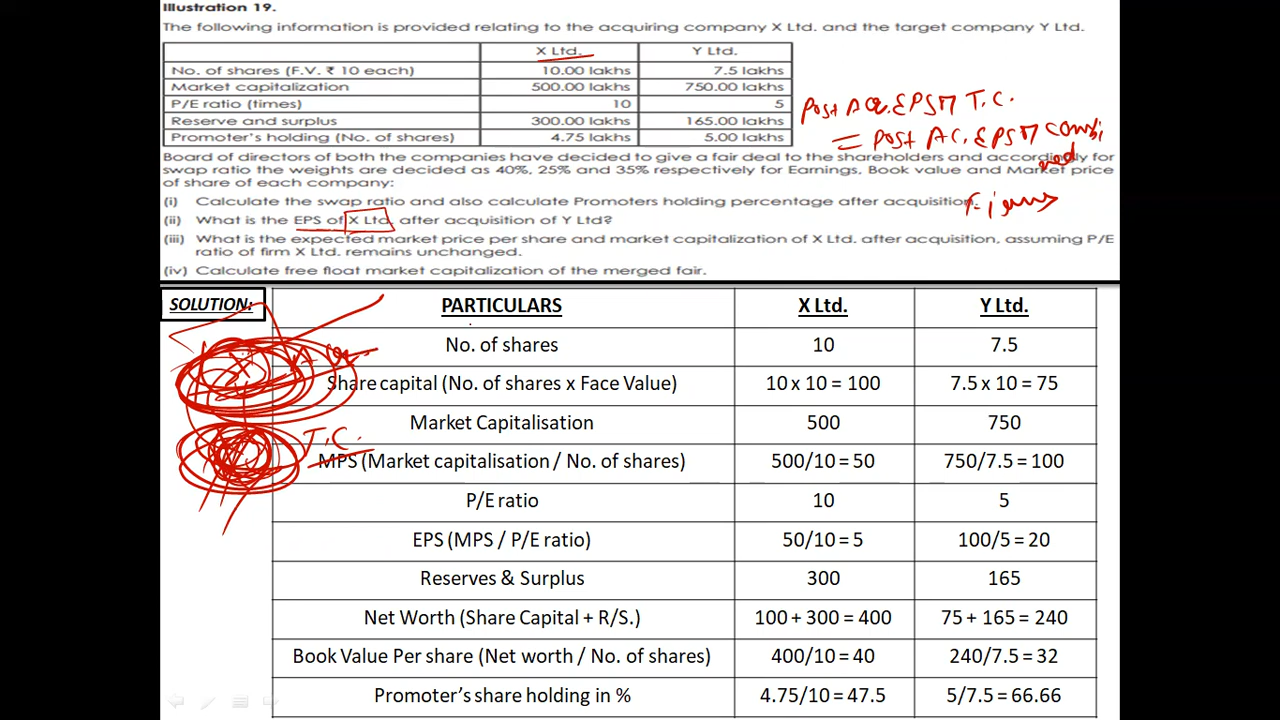 Illustration 19.
The following information is provided relating to the acquiring company X Ltd. and the target company Y Ltd.
X Ltd. Y Ltd.
No. of shares (F.V. ₹ 10 each) 10.00 lakhs 7.5 lakhs
Market capitalization 500.00 lakhs 750.00 lakhs
P/E ratio (times) 10 5
Reserve and surplus 300.00 lakhs 165.00 lakhs
Promoter's holding (No. of shares) 4.75 lakhs 5.00 lakhs
Post Ac. EPS T.C.
= Post AC. EPS
Board of directors of both the companies have decided to give a fair deal to the shareholders and accordingly for
swap ratio the weights are decided as 40%, 25% and 35% respectively for Earnings, Book value and Market price
of share of each company:
(i) Calculate the swap ratio and also calculate Promoters holding percentage after acquisition.
(ii) What is the EPS of X Ltd. after acquisition of Y Ltd?
(iii) What is the expected market price per share and market capitalization of X Ltd. after acquisition, assuming P/E
ratio of firm X Ltd. remains unchanged.
(iv) Calculate free float market capitalization of the merged fair.
SOLUTION: PARTICULARS X Ltd. Y Ltd.
No. of shares 10 7.5
Share capital (No. of shares x Face Value) 10 x 10 = 100 7.5 x 10 = 75
Market Capitalisation 500 750
T.C.
MPS (Market capitalisation / No. of shares) 500/10 = 50 750/7.5 = 100
P/E ratio 10 5
EPS (MPS / P/E ratio) 50/10 = 5 100/5 = 20
Reserves & Surplus 300 165
Net Worth (Share Capital + R/S.) 100 + 300 = 400 75 + 165 = 240
Book Value Per share (Net worth / No. of shares) 400/10 = 40 240/7.5 = 32
Promoter's share holding in % 4.75/10 = 47.5 5/7.5 = 66.66